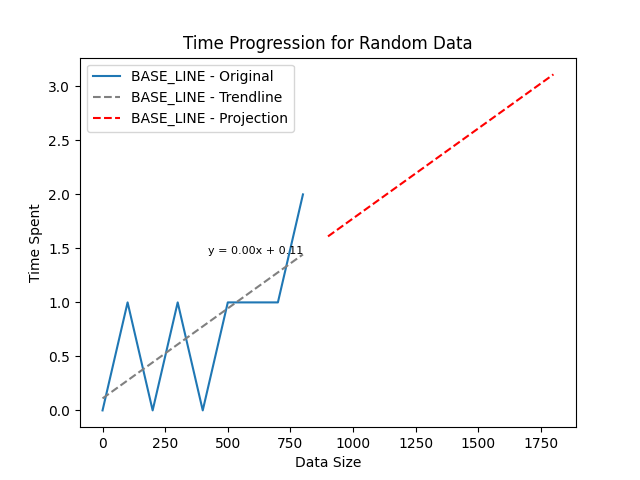 Time Progression for Random Data
BASE_LINE - Original
BASE_LINE - Trendline
BASE_LINE - Projection
3.0
2.5
2.0
1.5
1.0
0.5
0.0
Time Spent
y = 0.00x + 0.11
0 250 500 750 1000 1250 1500 1750
Data Size